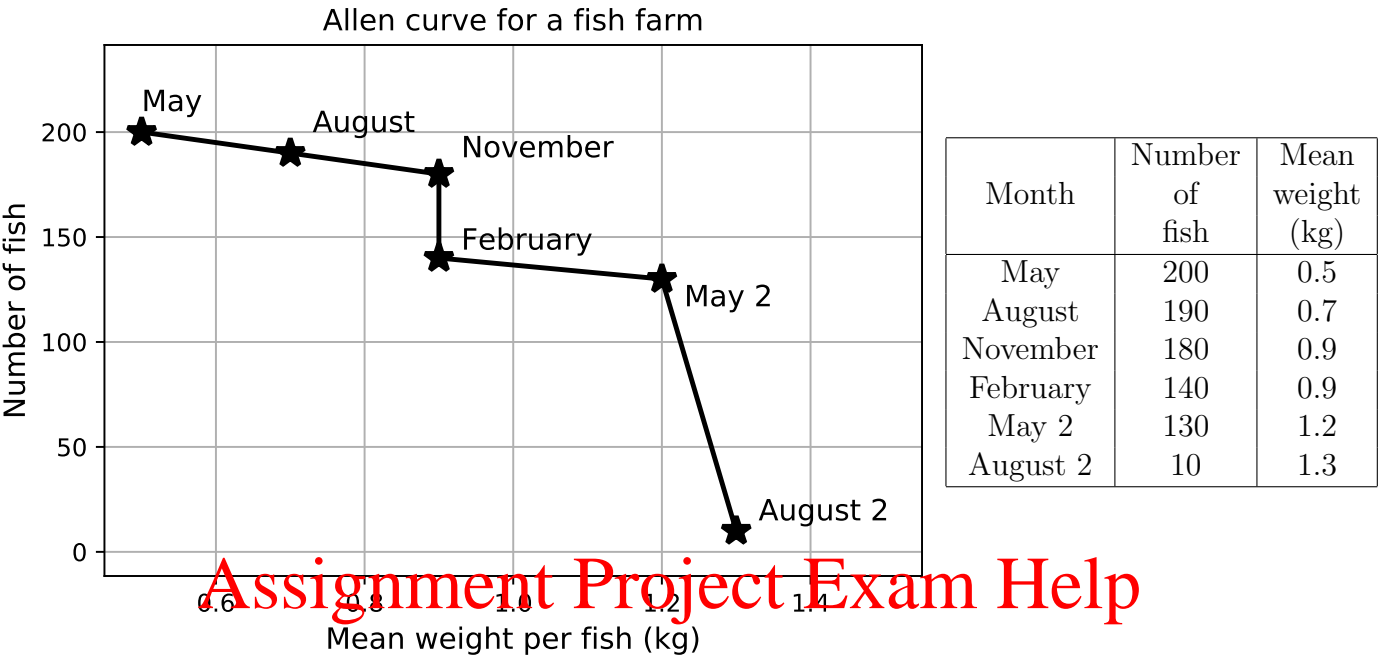 Allen curve for a fish farm
Number of fish
200
150
100
50
0
May
August
November
February
May 2
August 2
0.6 0.8 1.0 1.2 1.4
Mean weight per fish (kg)
Month Number of fish Mean weight (kg)
May 200 0.5
August 190 0.7
November 180 0.9
February 140 0.9
May 2 130 1.2
August 2 10 1.3
Assignment Project Exam Help